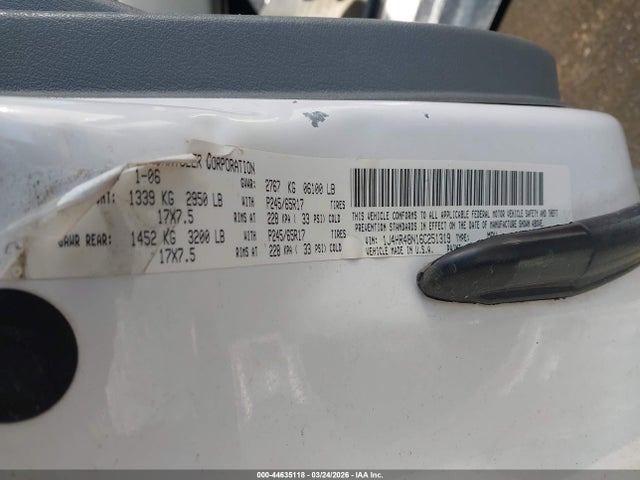 CORPORATION
1-06 GVWR: 2767 KG 06100 LB
1339 KG 2950 LB WITH P245/65R17 TIRES
17X7.5 RIMS AT 228 KPA ( 33 PSI) COLD
GAWR REAR: 1452 KG 3200 LB WITH P245/65R17 TIRES
17X7.5 RIMS AT 228 KPA ( 33 PSI) COLD
THIS VEHICLE CONFORMS TO ALL APPLICABLE FEDERAL MOTOR VEHICLE SAFETY AND THEFT
PREVENTION STANDARDS IN EFFECT ON THE DATE OF MANUFACTURE SHOWN ABOVE.
VIN: 1J4HR48N16C251319 TYPE:
VEHICLE MADE IN U.S.A.
000-44635118 | 03/24/2026 | IAA Inc.